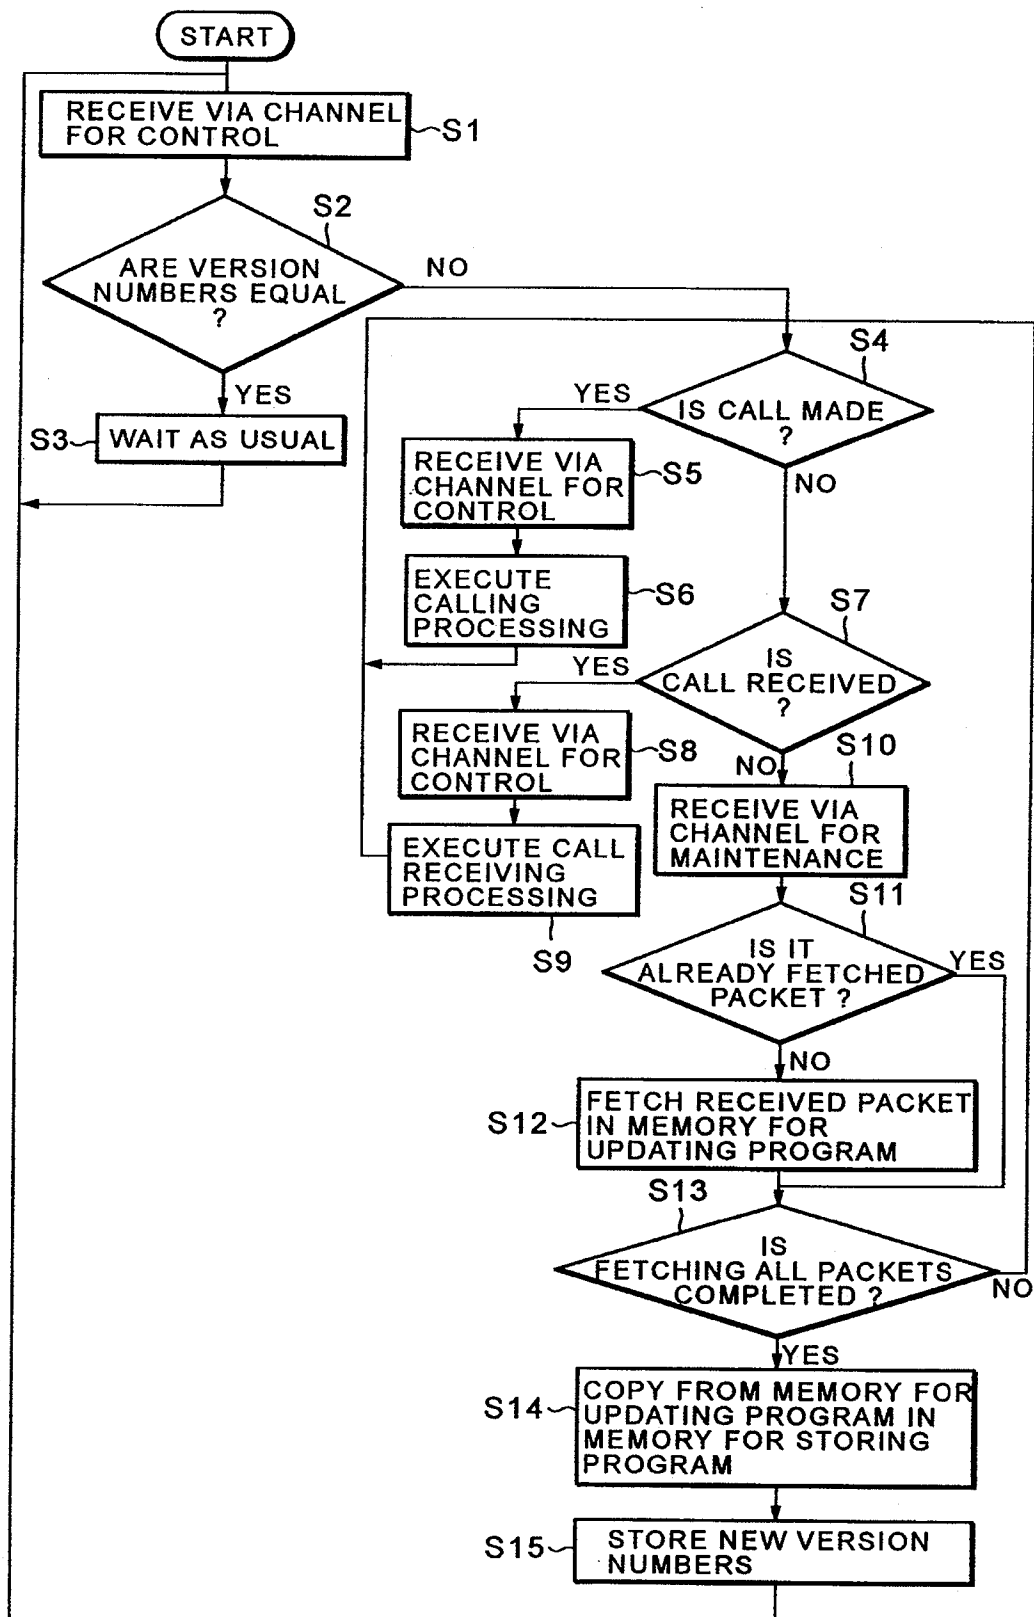 START
RECEIVE VIA CHANNEL
FOR CONTROL
S1
S2
ARE VERSION
NUMBERS EQUAL
?
NO
YES
S3
WAIT AS USUAL
S4
YES
IS CALL MADE
?
NO
RECEIVE VIA
CHANNEL FOR
CONTROL
S5
EXECUTE
CALLING
PROCESSING
S6
S7
YES
IS
CALL RECEIVED
?
NO
RECEIVE VIA
CHANNEL FOR
CONTROL
S8
EXECUTE CALL
RECEIVING
PROCESSING
S9
S10
RECEIVE VIA
CHANNEL FOR
MAINTENANCE
S11
IS IT
ALREADY FETCHED
PACKET ?
YES
NO
S12
FETCH RECEIVED PACKET
IN MEMORY FOR
UPDATING PROGRAM
S13
IS
FETCHING ALL PACKETS
COMPLETED ?
NO
YES
S14
COPY FROM MEMORY FOR
UPDATING PROGRAM IN
MEMORY FOR STORING
PROGRAM
S15
STORE NEW VERSION
NUMBERS